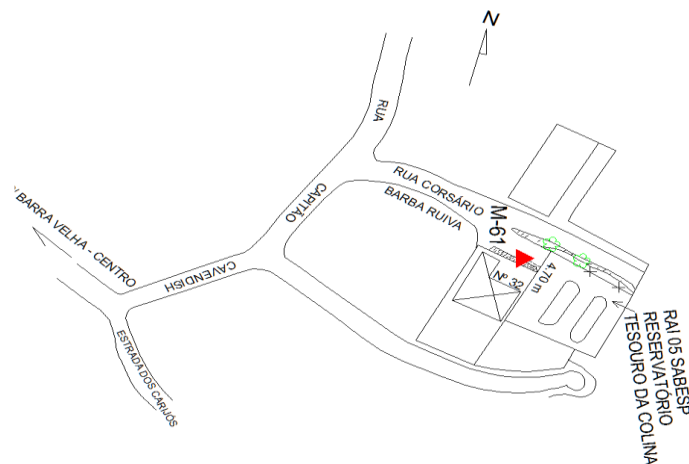 N
RUA
CAPITÃO
CAVENDISH
RUA CORSÁRIO
BARBA RUIVA
M-61
4.70 m
Nº 32
BARRA VELHA - CENTRO
ESTRADA DOS CARIJÓS
RAI 05 SABESP
RESERVATÓRIO
TESOURO DA COLINA